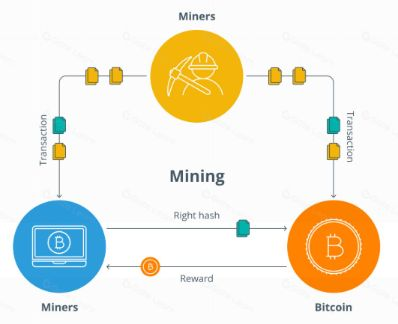 Miners
Transaction
Transaction
Mining
Right hash
Reward
Miners
Bitcoin